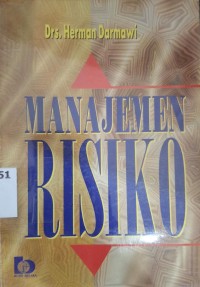 Drs. Herman Darmawi
MANAJEMEN
RISIKO
51